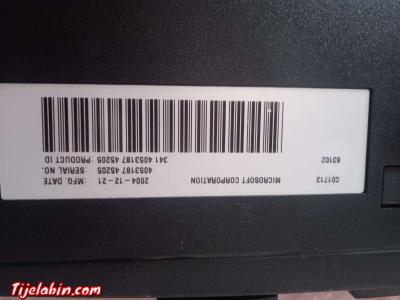 C01713
MICROSOFT CORPORATION
2004-12-21 :MFG. DATE
4053187 45205 :SERIAL NO.
341 4053187 45205 :PRODUCT ID
63102
Tijelabin.com